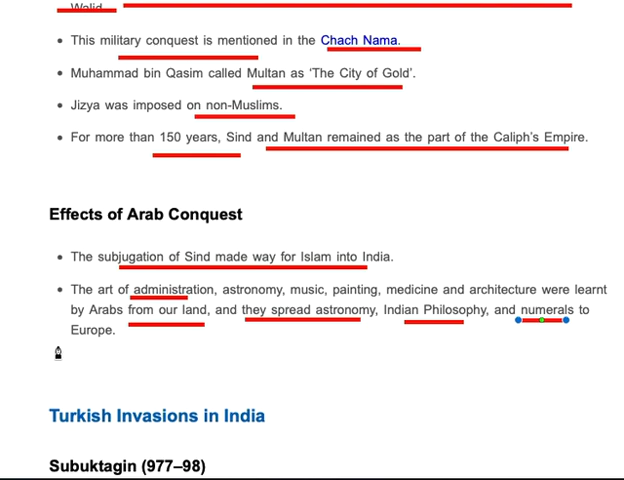 Walid
• This military conquest is mentioned in the Chach Nama.
• Muhammad bin Qasim called Multan as ‘The City of Gold’.
• Jizya was imposed on non-Muslims.
• For more than 150 years, Sind and Multan remained as the part of the Caliph’s Empire.
Effects of Arab Conquest
• The subjugation of Sind made way for Islam into India.
• The art of administration, astronomy, music, painting, medicine and architecture were learnt
by Arabs from our land, and they spread astronomy, Indian Philosophy, and numerals to
Europe.
Turkish Invasions in India
Subuktagin (977–98)